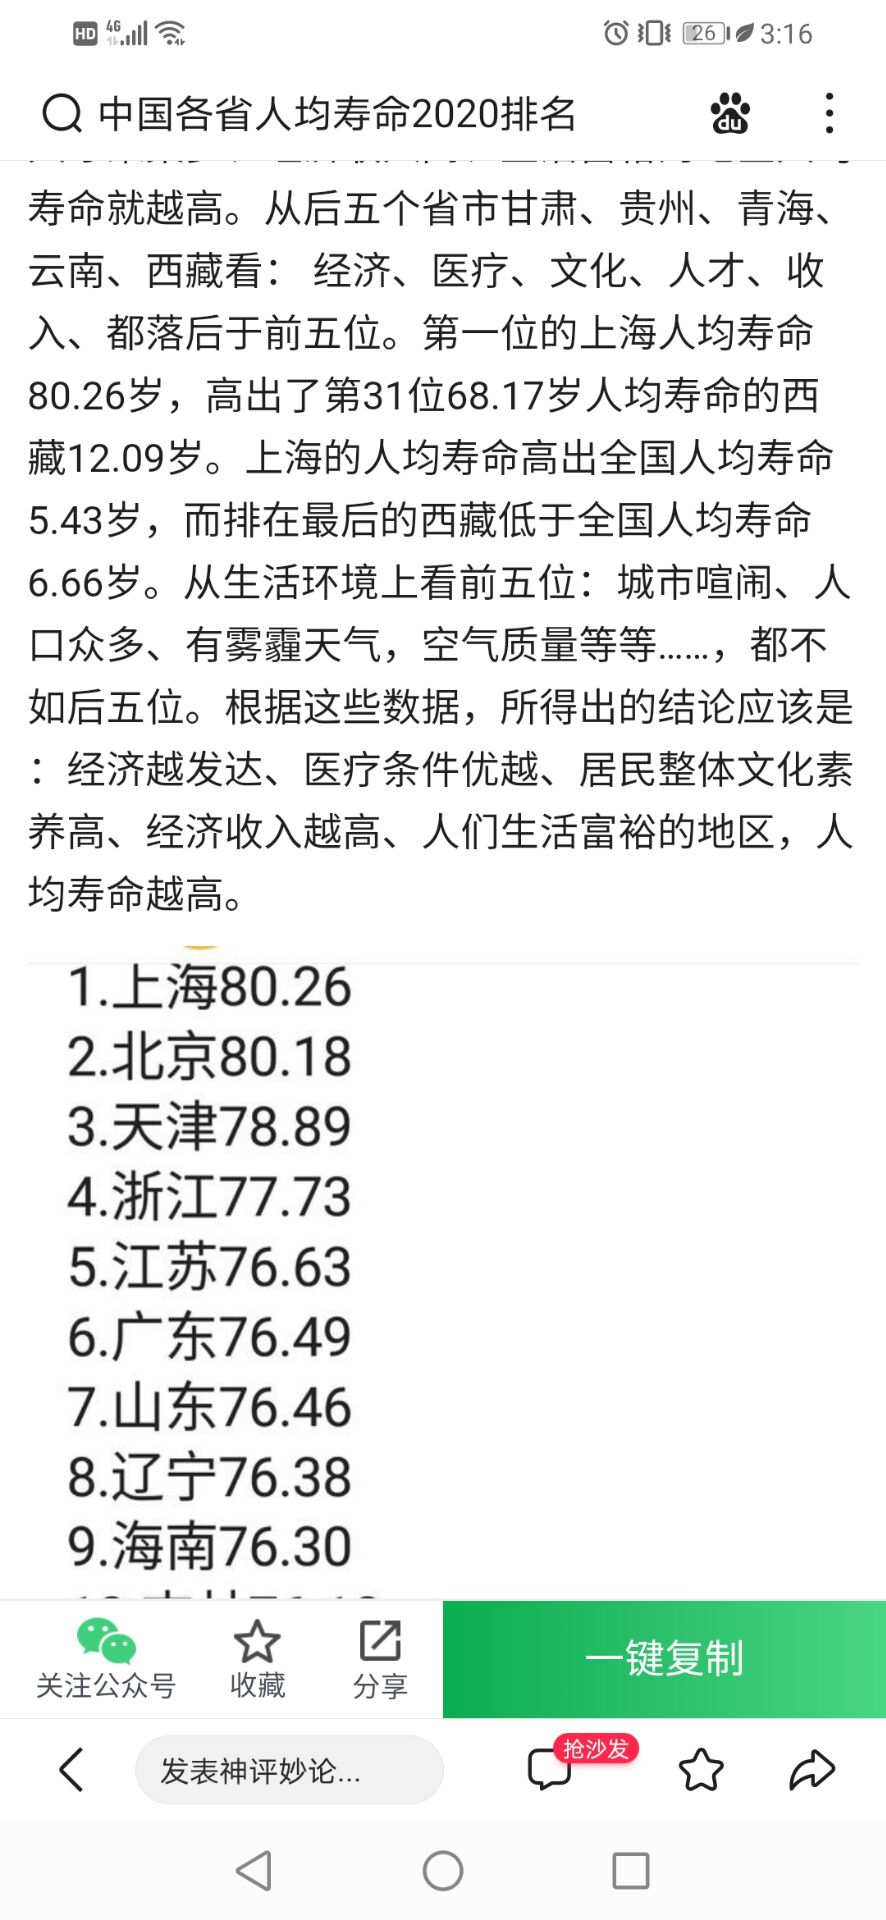 HD 4G 26 3:16
中国各省人均寿命2020排名 du
寿命就越高。从后五个省市甘肃、贵州、青海、
云南、西藏看： 经济、医疗、文化、人才、收
入、都落后于前五位。第一位的上海人均寿命
80.26岁，高出了第31位68.17岁人均寿命的西
藏12.09岁。上海的人均寿命高出全国人均寿命
5.43岁，而排在最后的西藏低于全国人均寿命
6.66岁。从生活环境上看前五位：城市喧闹、人
口众多、有雾霾天气，空气质量等等……，都不
如后五位。根据这些数据，所得出的结论应该是
：经济越发达、医疗条件优越、居民整体文化素
养高、经济收入越高、人们生活富裕的地区，人
均寿命越高。
1.上海80.26
2.北京80.18
3.天津78.89
4.浙江77.73
5.江苏76.63
6.广东76.49
7.山东76.46
8.辽宁76.38
9.海南76.30
关注公众号 收藏 分享 一键复制
发表神评妙论... 抢沙发